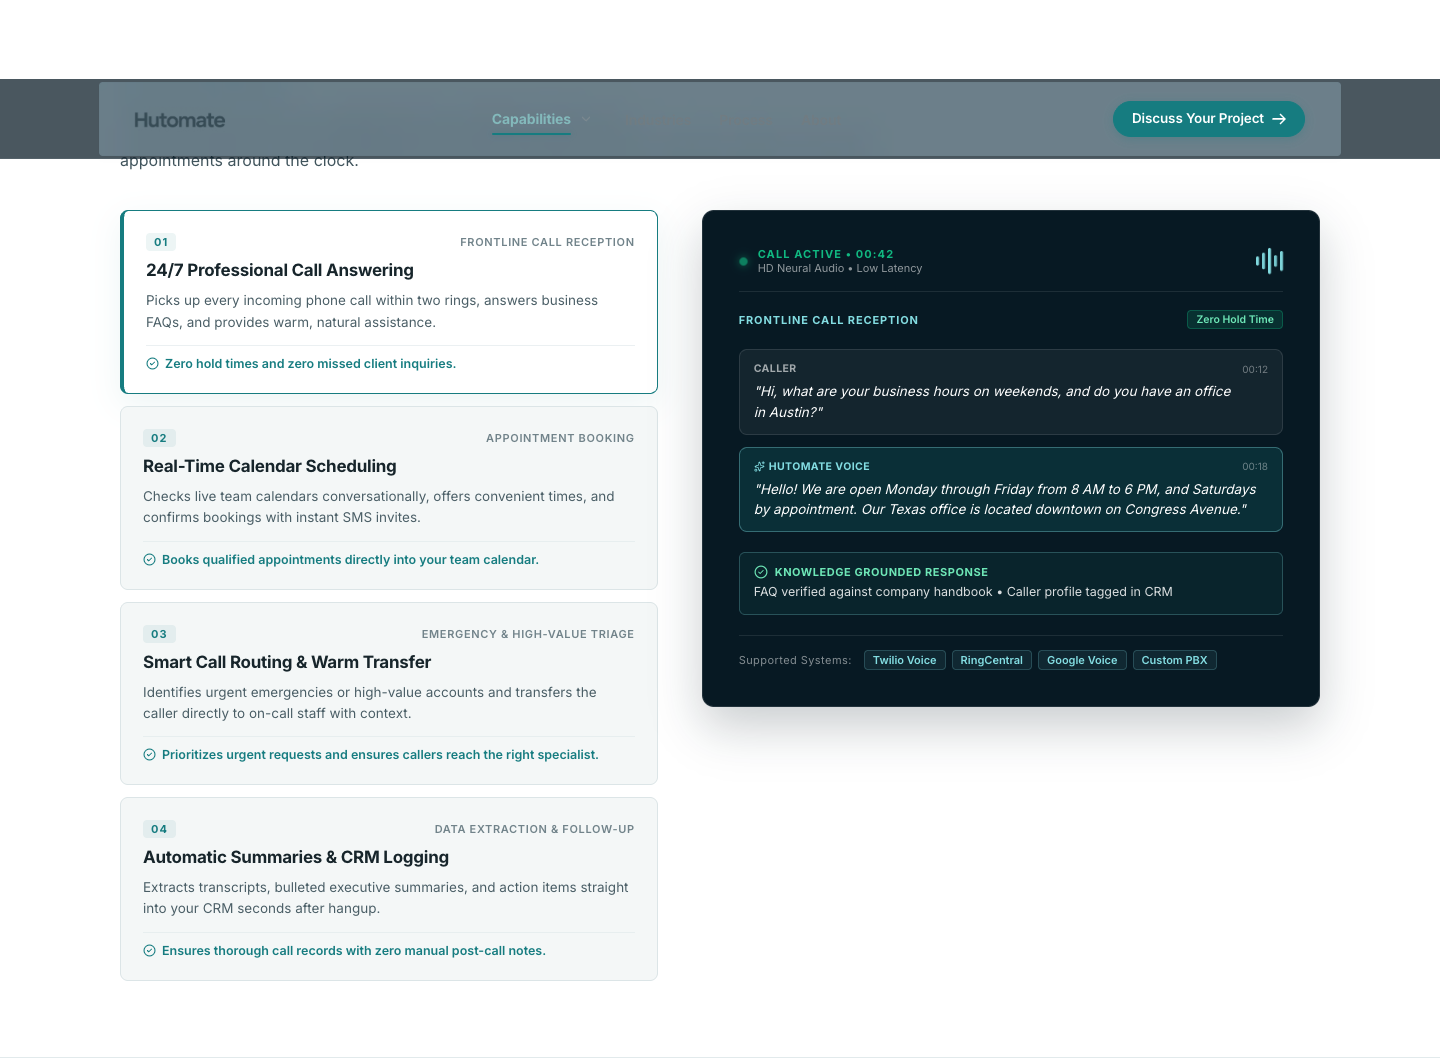 Hutomate
Capabilities
Discuss Your Project
appointments around the clock.
01
FRONTLINE CALL RECEPTION
24/7 Professional Call Answering
Picks up every incoming phone call within two rings, answers business
FAQs, and provides warm, natural assistance.
Zero hold times and zero missed client inquiries.
02
APPOINTMENT BOOKING
Real-Time Calendar Scheduling
Checks live team calendars conversationally, offers convenient times, and
confirms bookings with instant SMS invites.
Books qualified appointments directly into your team calendar.
03
EMERGENCY & HIGH-VALUE TRIAGE
Smart Call Routing & Warm Transfer
Identifies urgent emergencies or high-value accounts and transfers the
caller directly to on-call staff with context.
Prioritizes urgent requests and ensures callers reach the right specialist.
04
DATA EXTRACTION & FOLLOW-UP
Automatic Summaries & CRM Logging
Extracts transcripts, bulleted executive summaries, and action items straight
into your CRM seconds after hangup.
Ensures thorough call records with zero manual post-call notes.
CALL ACTIVE • 00:42
HD Neural Audio • Low Latency
FRONTLINE CALL RECEPTION
Zero Hold Time
CALLER
00:12
"Hi, what are your business hours on weekends, and do you have an office
in Austin?"
HUTOMATE VOICE
00:18
"Hello! We are open Monday through Friday from 8 AM to 6 PM, and Saturdays
by appointment. Our Texas office is located downtown on Congress Avenue."
KNOWLEDGE GROUNDED RESPONSE
FAQ verified against company handbook • Caller profile tagged in CRM
Supported Systems:
Twilio Voice
RingCentral
Google Voice
Custom PBX